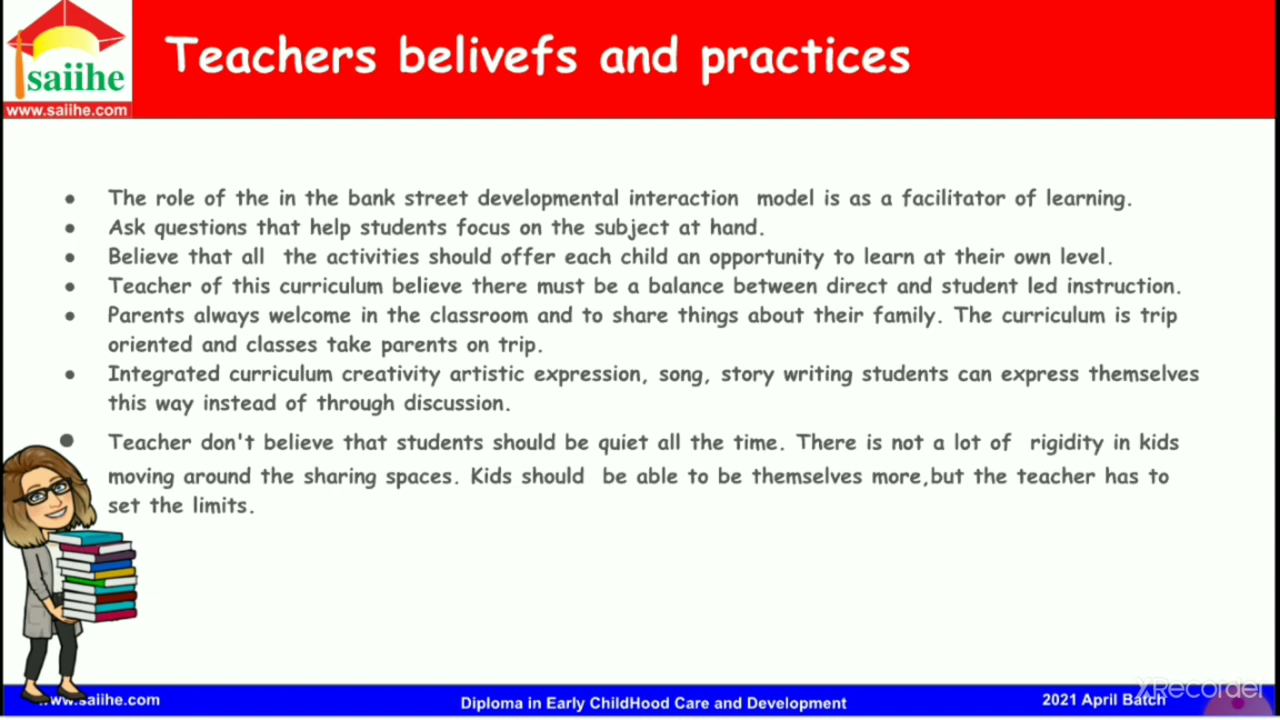 saiihe
www.saiihe.com
Teachers belivefs and practices
● The role of the in the bank street developmental interaction model is as a facilitator of learning.
● Ask questions that help students focus on the subject at hand.
● Believe that all the activities should offer each child an opportunity to learn at their own level.
● Teacher of this curriculum believe there must be a balance between direct and student led instruction.
● Parents always welcome in the classroom and to share things about their family. The curriculum is trip
oriented and classes take parents on trip.
● Integrated curriculum creativity artistic expression, song, story writing students can express themselves
this way instead of through discussion.
● Teacher don't believe that students should be quiet all the time. There is not a lot of rigidity in kids
moving around the sharing spaces. Kids should be able to be themselves more,but the teacher has to
set the limits.
www.saiihe.com
Diploma in Early ChildHood Care and Development
2021 April Batch
XRecorder